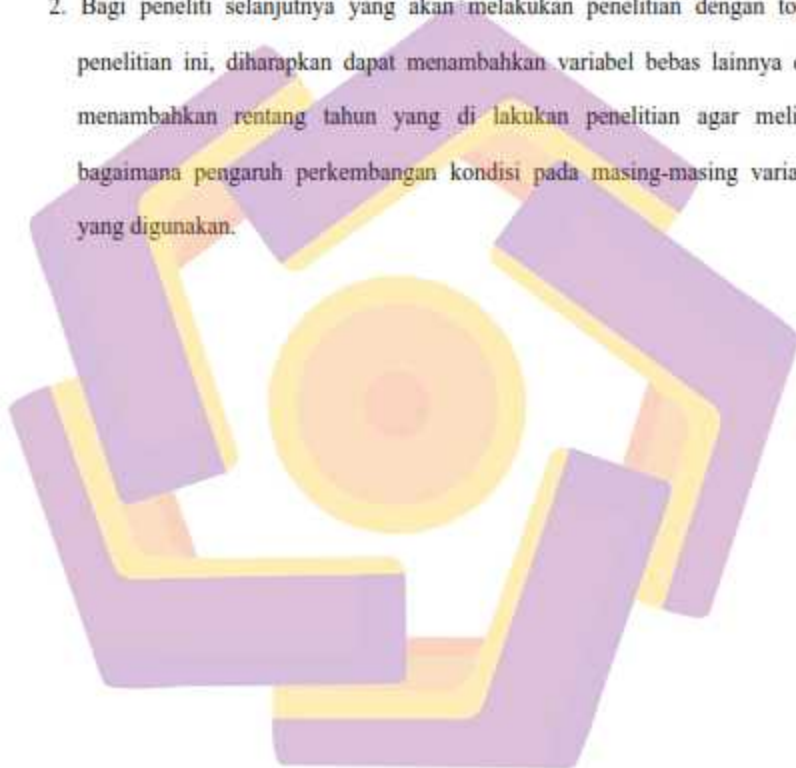 2. Bagi peneliti selanjutnya yang akan melakukan penelitian dengan
penelitian ini, diharapkan dapat menambahkan variabel bebas lainnya
menambahkan rentang tahun yang di lakukan penelitian agar
bagaimana pengaruh perkembangan kondisi pada masing-masing
yang digunakan.